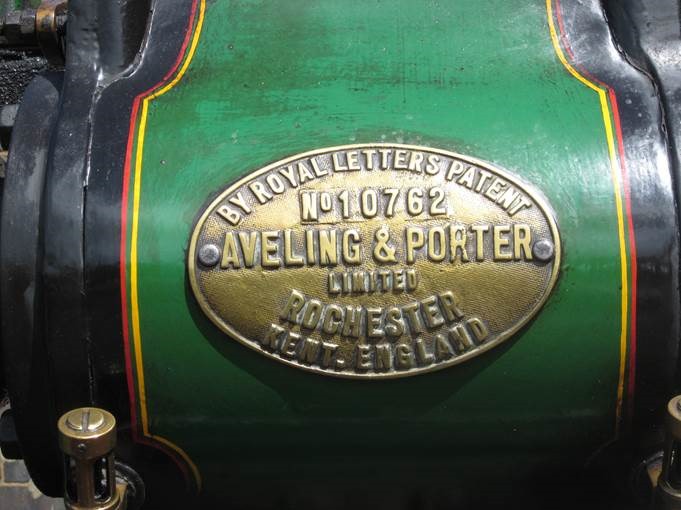 BY ROYAL LETTERS PATENT
No 10762
AVELING & PORTER
LIMITED
ROCHESTER
KENT. ENGLAND